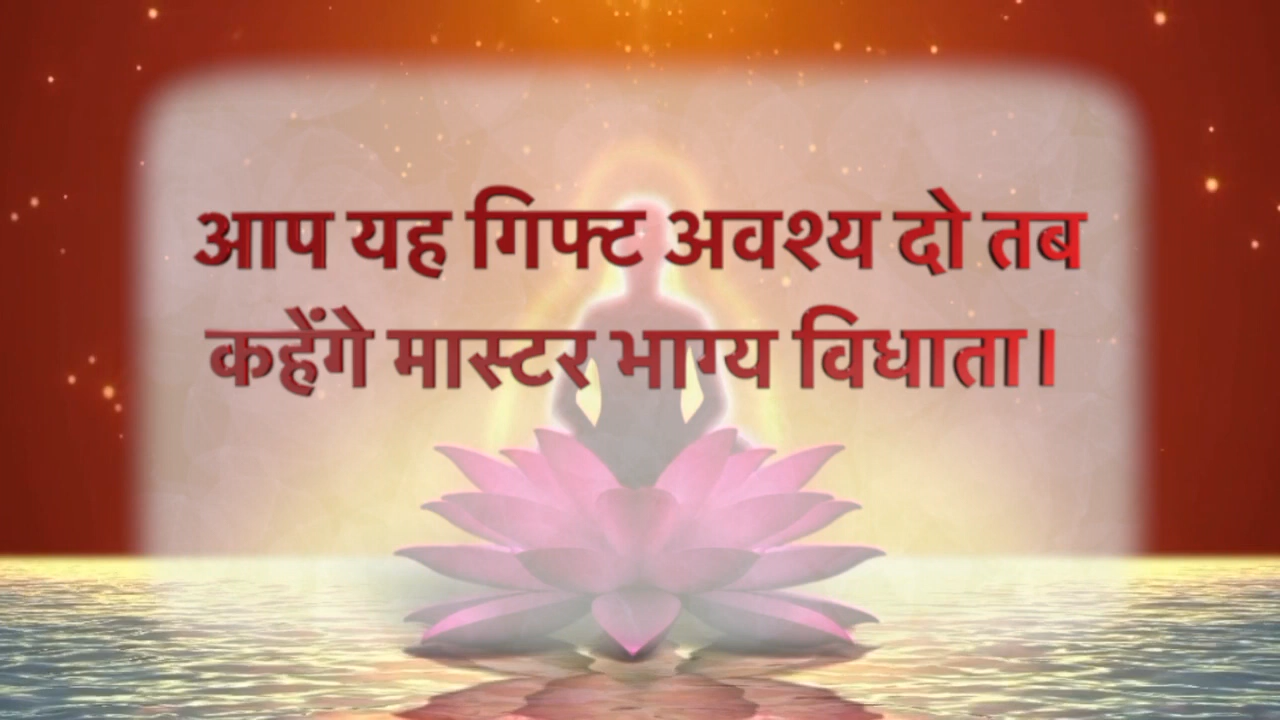 आप यह गिफ्ट अवश्य दो तब
कहेंगे मास्टर भाग्य विधाता।